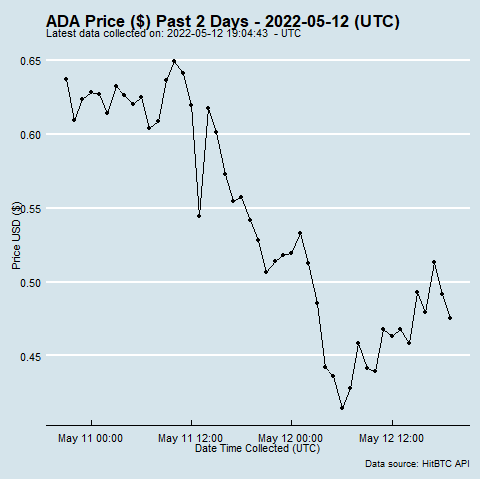 ADA Price ($) Past 2 Days - 2022-05-12 (UTC)
Latest data collected on: 2022-05-12 19:04:43 - UTC
0.65
0.60
0.55
0.50
0.45
Price USD ($)
May 11 00:00
May 11 12:00
May 12 00:00
May 12 12:00
Date Time Collected (UTC)
Data source: HitBTC API